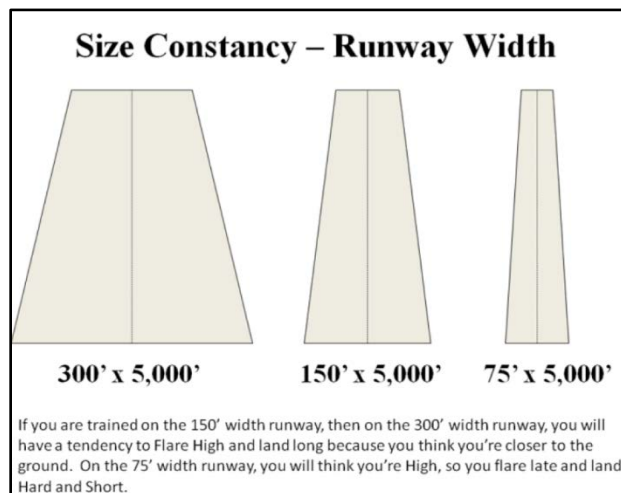 Size Constancy – Runway Width
300’ x 5,000’
150’ x 5,000’
75’ x 5,000’
If you are trained on the 150’ width runway, then on the 300’ width runway, you will
have a tendency to Flare High and land long because you think you’re closer to the
ground.  On the 75’ width runway, you will think you’re High, so you flare late and land
Hard and Short.